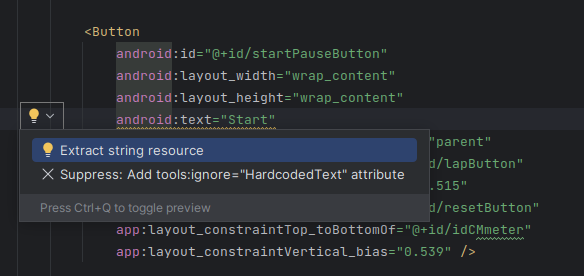 <Button
android:id="@+id/startPauseButton"
android:layout_width="wrap_content"
android:layout_height="wrap_content"
android:text="Start"
parent"
Extract string resource
d/lapButton"
Suppress: Add tools:ignore="HardcodedText" attribute
.515"
Press Ctrl+Q to toggle preview
d/resetButton"
app:layout_constraintTop_toBottomOf="@+id/idCMmeter"
app:layout_constraintVertical_bias="0.539" />